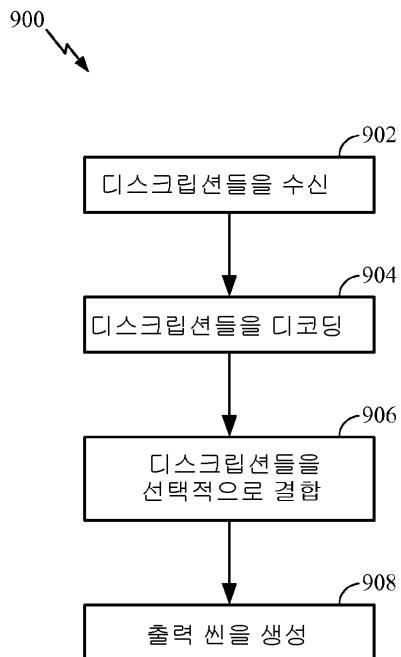 900
902
디스크립션들을 수신
904
디스크립션들을 디코딩
906
디스크립션들을
선택적으로 결합
908
출력 씬을 생성